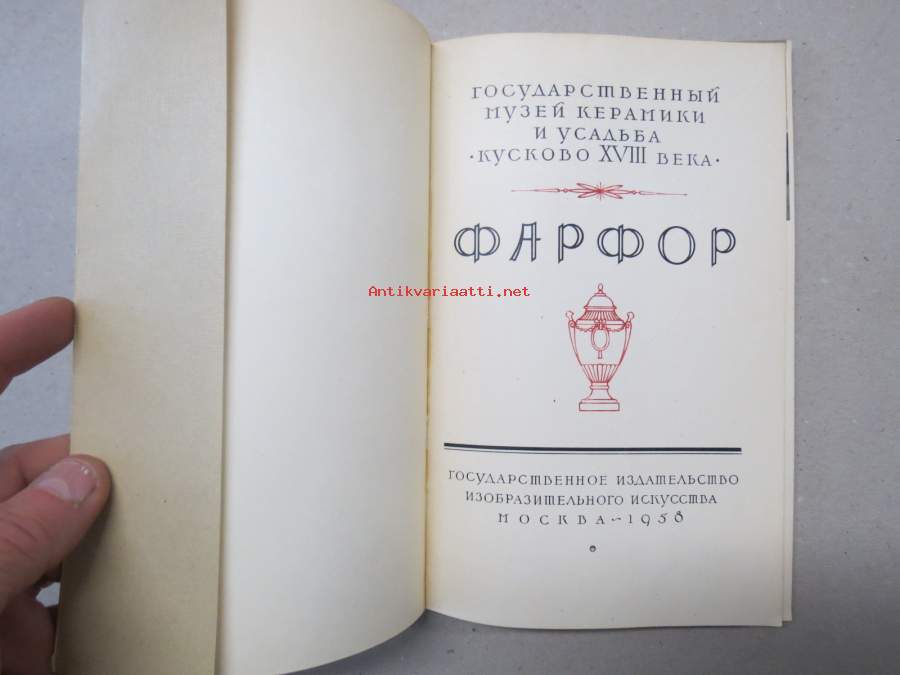 ГОСУДАРСТВЕННЫЙ
МУЗЕЙ КЕРАМИКИ
И УСАДЬБА
·КУСКОВО XVIII ВЕКА·
ФАРФОР
Antikvariaatti.net
ГОСУДАРСТВЕННОЕ ИЗДАТЕЛЬСТВО
ИЗОБРАЗИТЕЛЬНОГО ИСКУССТВА
МОСКВА–1958